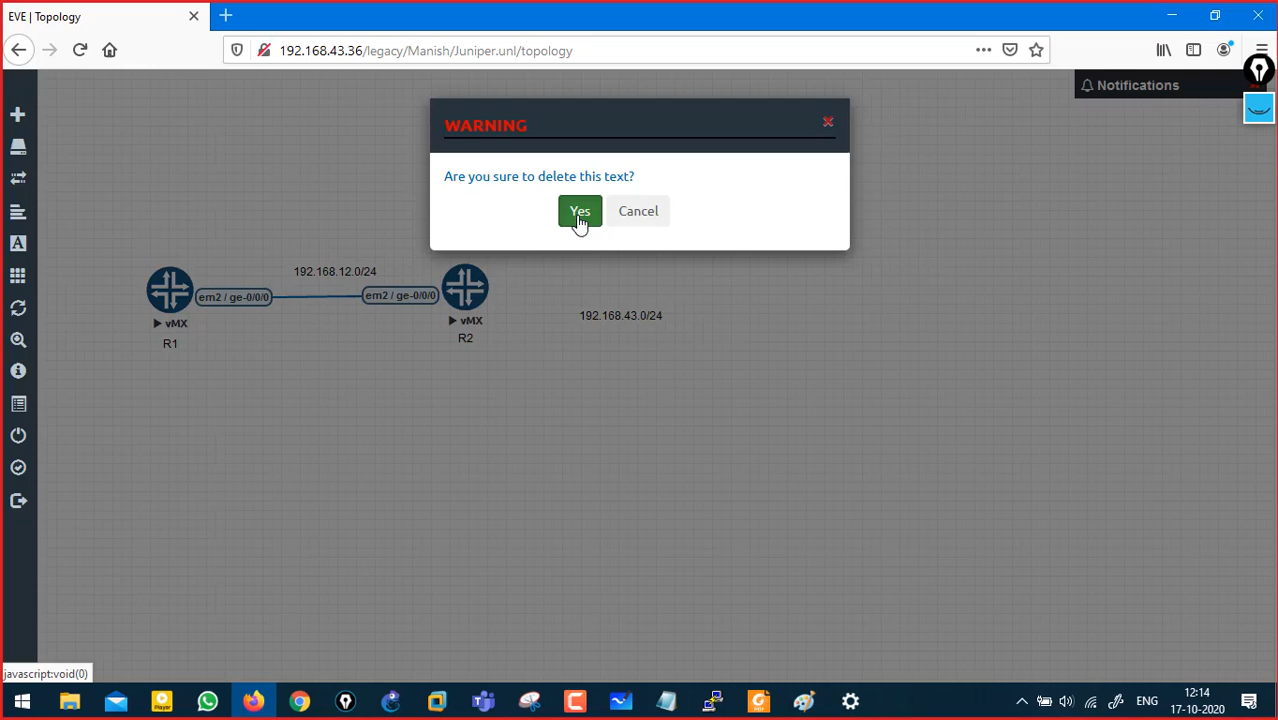 EVE | Topology
192.168.43.36/legacy/Manish/Juniper.unl/topology
Notifications
WARNING
Are you sure to delete this text?
Yes
Cancel
192.168.12.0/24
em2 / ge-0/0/0
em2 / ge-0/0/0
192.168.43.0/24
vMX
vMX
R1
R2
javascript:void(0)
ENG
12:14
17-10-2020